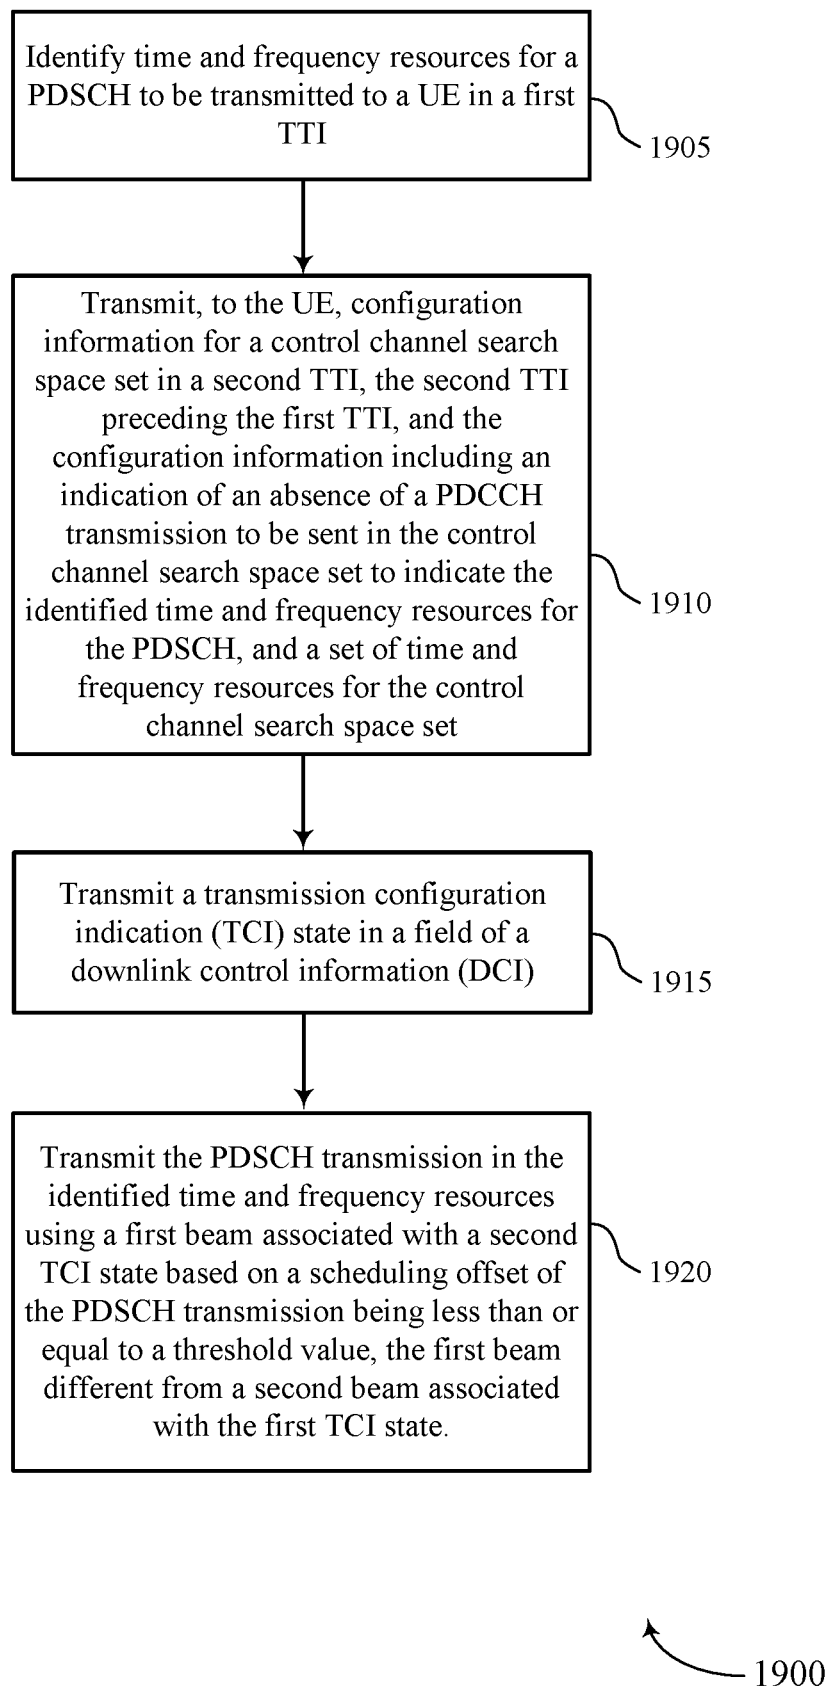 Identify time and frequency resources for a
PDSCH to be transmitted to a UE in a first
TTI
1905
Transmit, to the UE, configuration
information for a control channel search
space set in a second TTI, the second TTI
preceding the first TTI, and the
configuration information including an
indication of an absence of a PDCCH
transmission to be sent in the control
channel search space set to indicate the
identified time and frequency resources for
the PDSCH, and a set of time and
frequency resources for the control
channel search space set
1910
Transmit a transmission configuration
indication (TCI) state in a field of a
downlink control information (DCI)
1915
Transmit the PDSCH transmission in the
identified time and frequency resources
using a first beam associated with a second
TCI state based on a scheduling offset of
the PDSCH transmission being less than or
equal to a threshold value, the first beam
different from a second beam associated
with the first TCI state.
1920
1900